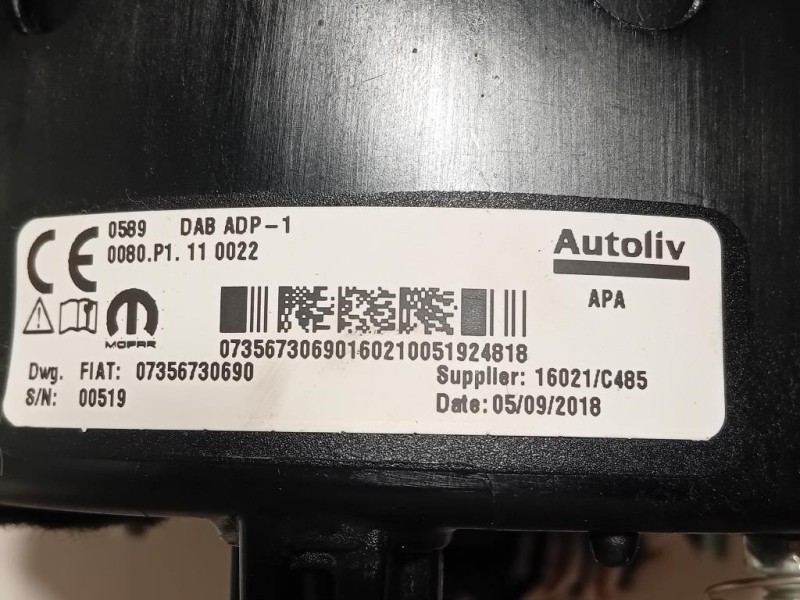 CE 0589 DAB ADP-1
0080.P1. 11 0022
Autoliv
APA
MOPAR
07356730690160210051924818
Dwg. FIAT: 07356730690
Supplier: 16021/C485
S/N: 00519
Date: 05/09/2018